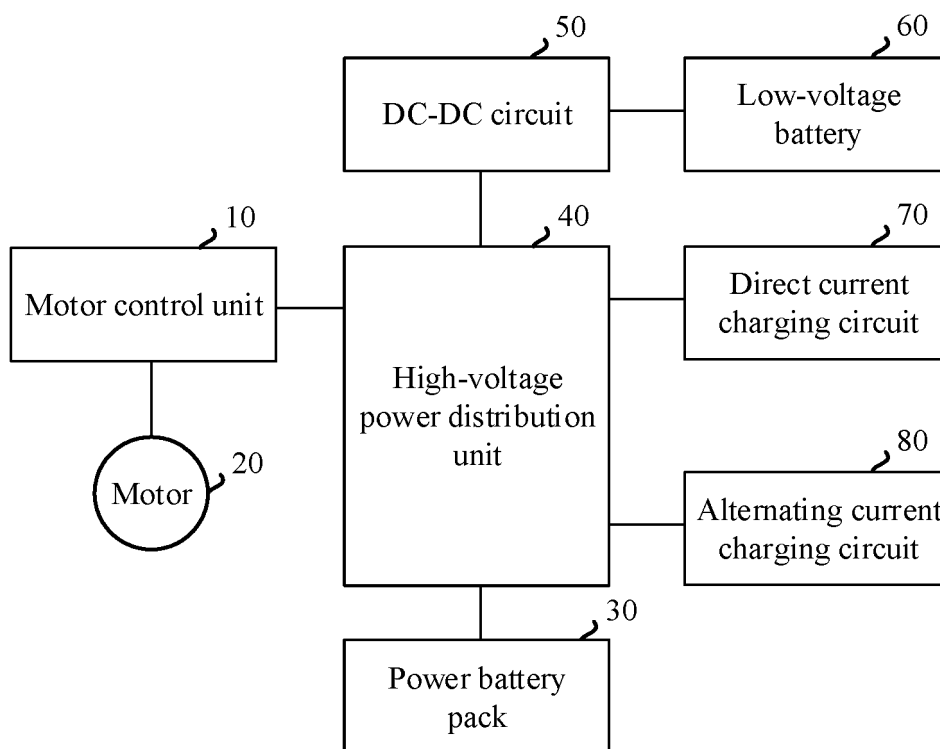 50
60
DC-DC circuit
Low-voltage
battery
10
40
70
Motor control unit
Direct current
charging circuit
High-voltage
power distribution
unit
20
Motor
80
Alternating current
charging circuit
30
Power battery
pack